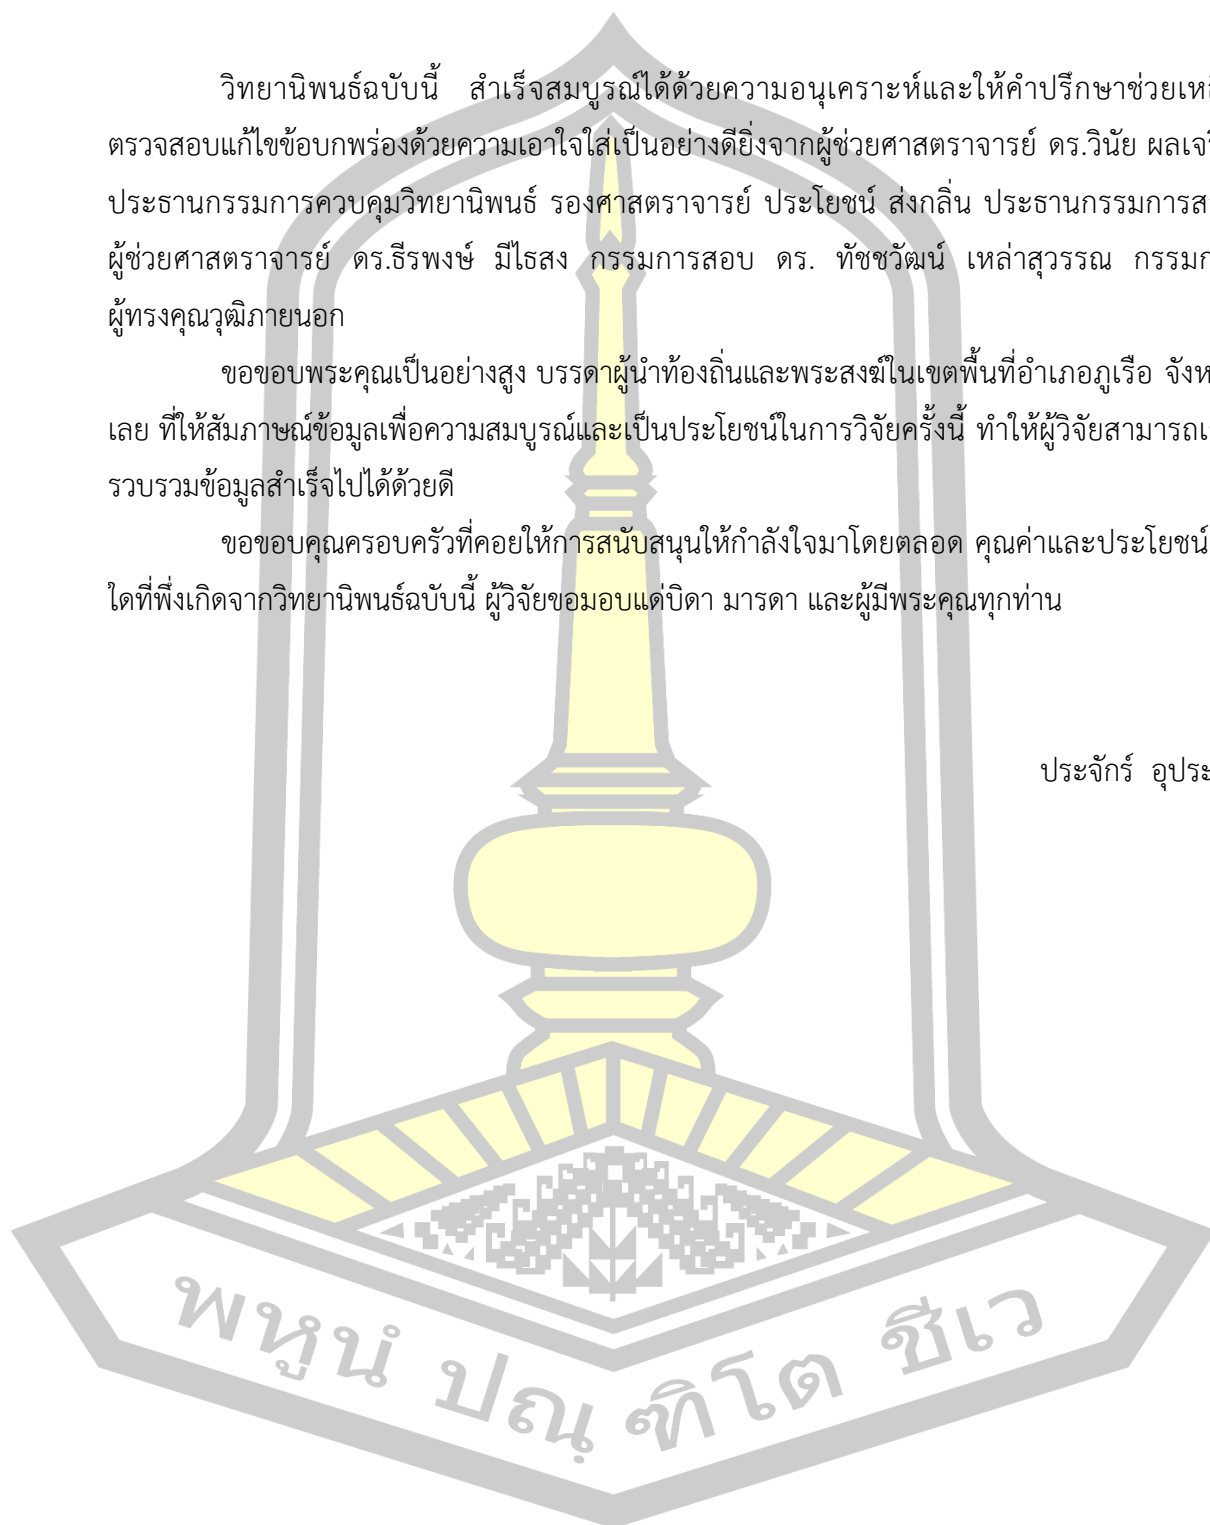 วิทยานิพนธ์ฉบับนี้ สำเร็จสมบูรณ์ได้ด้วยความอนุเคราะห์และให้คำปรึกษาช่วย
ตรวจสอบแก้ไขข้อบกพร่องด้วยความเอาใจใส่เป็นอย่างดียิ่งจากผู้ช่วยศาสตราจารย์ ดร.วินัย
ประธานกรรมการควบคุมวิทยานิพนธ์ รองศาสตราจารย์ ประโยชน์ ส่งกลิ่น ประธานกรรมการ
ผู้ช่วยศาสตราจารย์ ดร.ธีรพงษ์ มีไธสง กรรมการสอบ ดร. ทัชชวัฒน์ เหล่าสุวรรณ
ผู้ทรงคุณวุฒิภายนอก
ขอขอบพระคุณเป็นอย่างสูง บรรดาผู้นำท้องถิ่นและพระสงฆ์ในเขตพื้นที่อำเภอภูเรือ
เลย ที่ให้สัมภาษณ์ข้อมูลเพื่อความสมบูรณ์และเป็นประโยชน์ในการวิจัยครั้งนี้ ทำให้ผู้วิจัยสามารถ
รวบรวมข้อมูลสำเร็จไปได้ด้วยดี
ขอขอบคุณครอบครัวที่คอยให้การสนับสนุนให้กำลังใจมาโดยตลอด คุณค่าและประโยชน์
ใดที่พึ่งเกิดจากวิทยานิพนธ์ฉบับนี้ ผู้วิจัยขอมอบแด่บิดา มารดา และผู้มีพระคุณทุกท่าน
ประจักร์
พหูนํ ปณฺฑิโต ชีเว